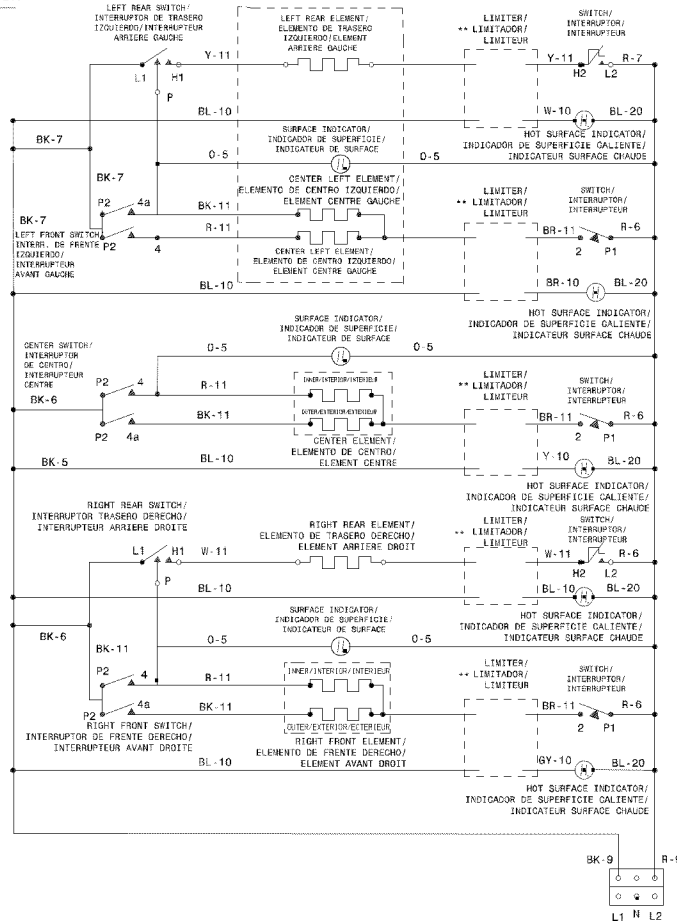 LEFT REAR SWITCH/
INTERRUPTOR DE TRASERO
IZQUIERDO/INTERRUPTEUR
ARRIERE GAUCHE
LEFT REAR ELEMENT/
ELEMENTO DE TRASERO
IZQUIERDO/ELEMENT
ARRIERE GAUCHE
LIMITER/
** LIMITADOR/
LIMITEUR
SWITCH/
INTERRUPTOR/
INTERRUPTEUR
Y-11
Y-11
R-7
L1 H1
H2 L2
P
BL-10
W-10
BL-20
BK-7
SURFACE INDICATOR/
INDICADOR DE SUPERFICIE/
INDICATEUR DE SURFACE
HOT SURFACE INDICATOR/
INDICADOR DE SUPERFICIE CALIENTE/
INDICATEUR SURFACE CHAUDE
O-5
O-5
BK-7
CENTER LEFT ELEMENT/
ELEMENTO DE CENTRO IZQUIERDO/
ELEMENT CENTRE GAUCHE
LIMITER/
** LIMITADOR/
LIMITEUR
SWITCH/
INTERRUPTOR/
INTERRUPTEUR
P2 4a
BK-11
BK-7
R-11
BR-11
R-6
LEFT FRONT SWITCH/
INTERR. DE FRENTE
IZQUIERDO/
INTERRUPTEUR
AVANT GAUCHE
P2 4
2 P1
CENTER LEFT ELEMENT/
ELEMENTO DE CENTRO IZQUIERDO/
ELEMENT CENTRE GAUCHE
BL-10
BR-10
BL-20
HOT SURFACE INDICATOR/
INDICADOR DE SUPERFICIE CALIENTE/
INDICATEUR SURFACE CHAUDE
SURFACE INDICATOR/
INDICADOR DE SUPERFICIE/
INDICATEUR DE SURFACE
CENTER SWITCH/
INTERRUPTOR
DE CENTRO/
INTERRUPTEUR
CENTRE
O-5
O-5
LIMITER/
** LIMITADOR/
LIMITEUR
SWITCH/
INTERRUPTOR/
INTERRUPTEUR
P2 4
R-11
INNER/INTERIOR/INTERIEUR
BK-6
BK-11
OUTER/EXTERIOR/EXTERIEUR
BR-11
R-6
P2 4a
2 P1
CENTER ELEMENT/
ELEMENTO DE CENTRO/
ELEMENT CENTRE
BK-5
BL-10
Y-10
BL-20
HOT SURFACE INDICATOR/
INDICADOR DE SUPERFICIE CALIENTE/
INDICATEUR SURFACE CHAUDE
RIGHT REAR SWITCH/
INTERRUPTOR TRASERO DERECHO/
INTERRUPTEUR ARRIERE DROITE
RIGHT REAR ELEMENT/
ELEMENTO DE TRASERO DERECHO/
ELEMENT ARRIERE DROIT
LIMITER/
** LIMITADOR/
LIMITEUR
SWITCH/
INTERRUPTOR/
INTERRUPTEUR
L1 H1
W-11
W-11
R-6
P
H2 L2
BL-10
BL-10
BL-20
SURFACE INDICATOR/
INDICADOR DE SUPERFICIE/
INDICATEUR DE SURFACE
HOT SURFACE INDICATOR/
INDICADOR DE SUPERFICIE CALIENTE/
INDICATEUR SURFACE CHAUDE
BK-6
O-5
O-5
BK-11
LIMITER/
** LIMITADOR/
LIMITEUR
SWITCH/
INTERRUPTOR/
INTERRUPTEUR
P2 4
R-11
INNER/INTERIOR/INTERIEUR
4a
BK-11
BR-11
R-6
P2
OUTER/EXTERIOR/ECTERIEUR
2 P1
RIGHT FRONT SWITCH/
INTERRUPTOR DE FRENTE DERECHO/
INTERRUPTEUR AVANT DROITE
RIGHT FRONT ELEMENT/
ELEMENTO DE FRENTE DERECHO/
ELEMENT AVANT DROIT
BL-10
GY-10
BL-20
HOT SURFACE INDICATOR/
INDICADOR DE SUPERFICIE CALIENTE/
INDICATEUR SURFACE CHAUDE
BK-9
R-9
L1 N L2